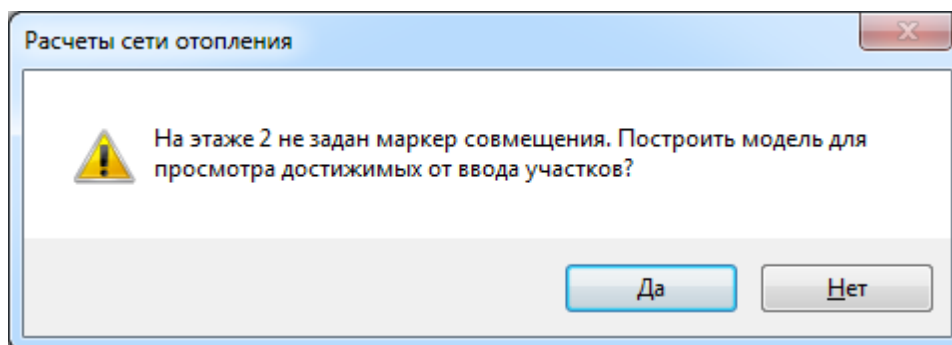 Расчеты сети отопления
На этаже 2 не задан маркер совмещения. Построить модель для
просмотра достижимых от ввода участков?
Да
Нет